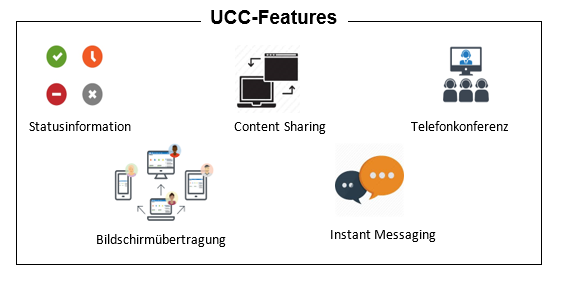 UCC-Features
Statusinformation
Content Sharing
Telefonkonferenz
Bildschirmübertragung
Instant Messaging